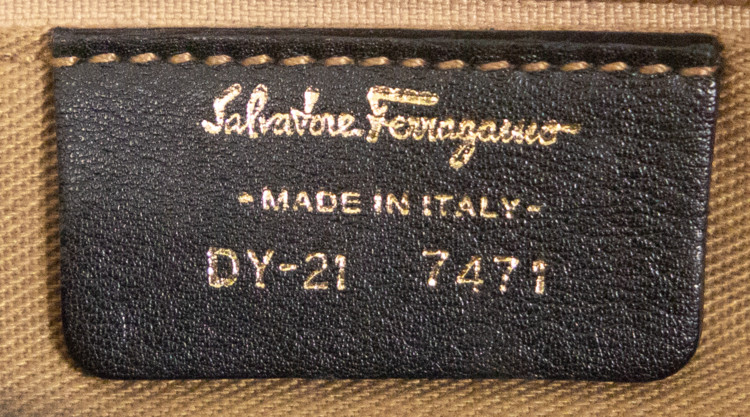 Salvatore Ferragamo
- MADE IN ITALY -
DY-21 7471